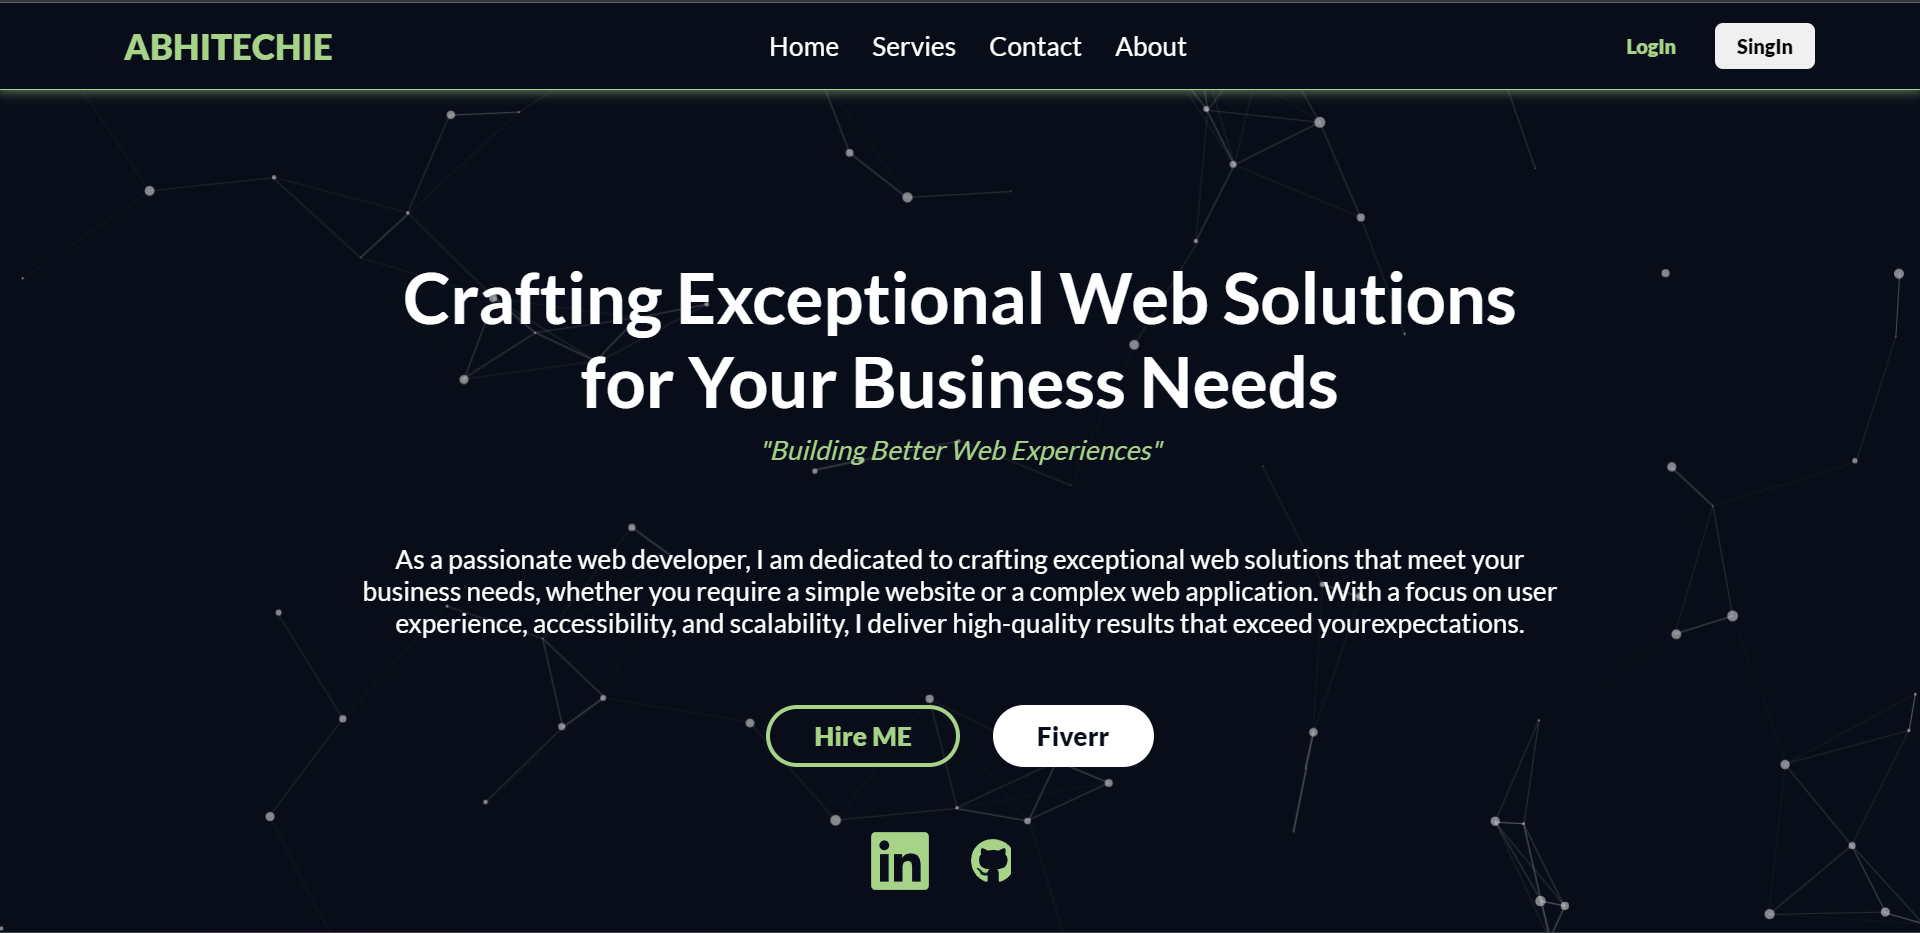 ABHITECHIE
Home Servies Contact About
LogIn
SingIn
Crafting Exceptional Web Solutions
for Your Business Needs
"Building Better Web Experiences"
As a passionate web developer, I am dedicated to crafting exceptional web solutions that meet your
business needs, whether you require a simple website or a complex web application. With a focus on user
experience, accessibility, and scalability, I deliver high-quality results that exceed yourexpectations.
Hire ME
Fiverr
in